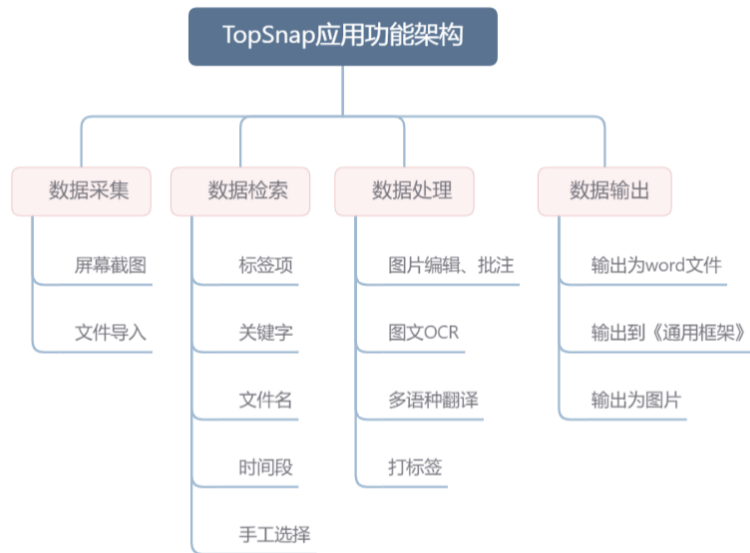 TopSnap应用功能架构
数据采集
屏幕截图
文件导入
数据检索
标签项
关键字
文件名
时间段
手工选择
数据处理
图片编辑、批注
图文OCR
多语种翻译
打标签
数据输出
输出为word文件
输出到《通用框架》
输出为图片